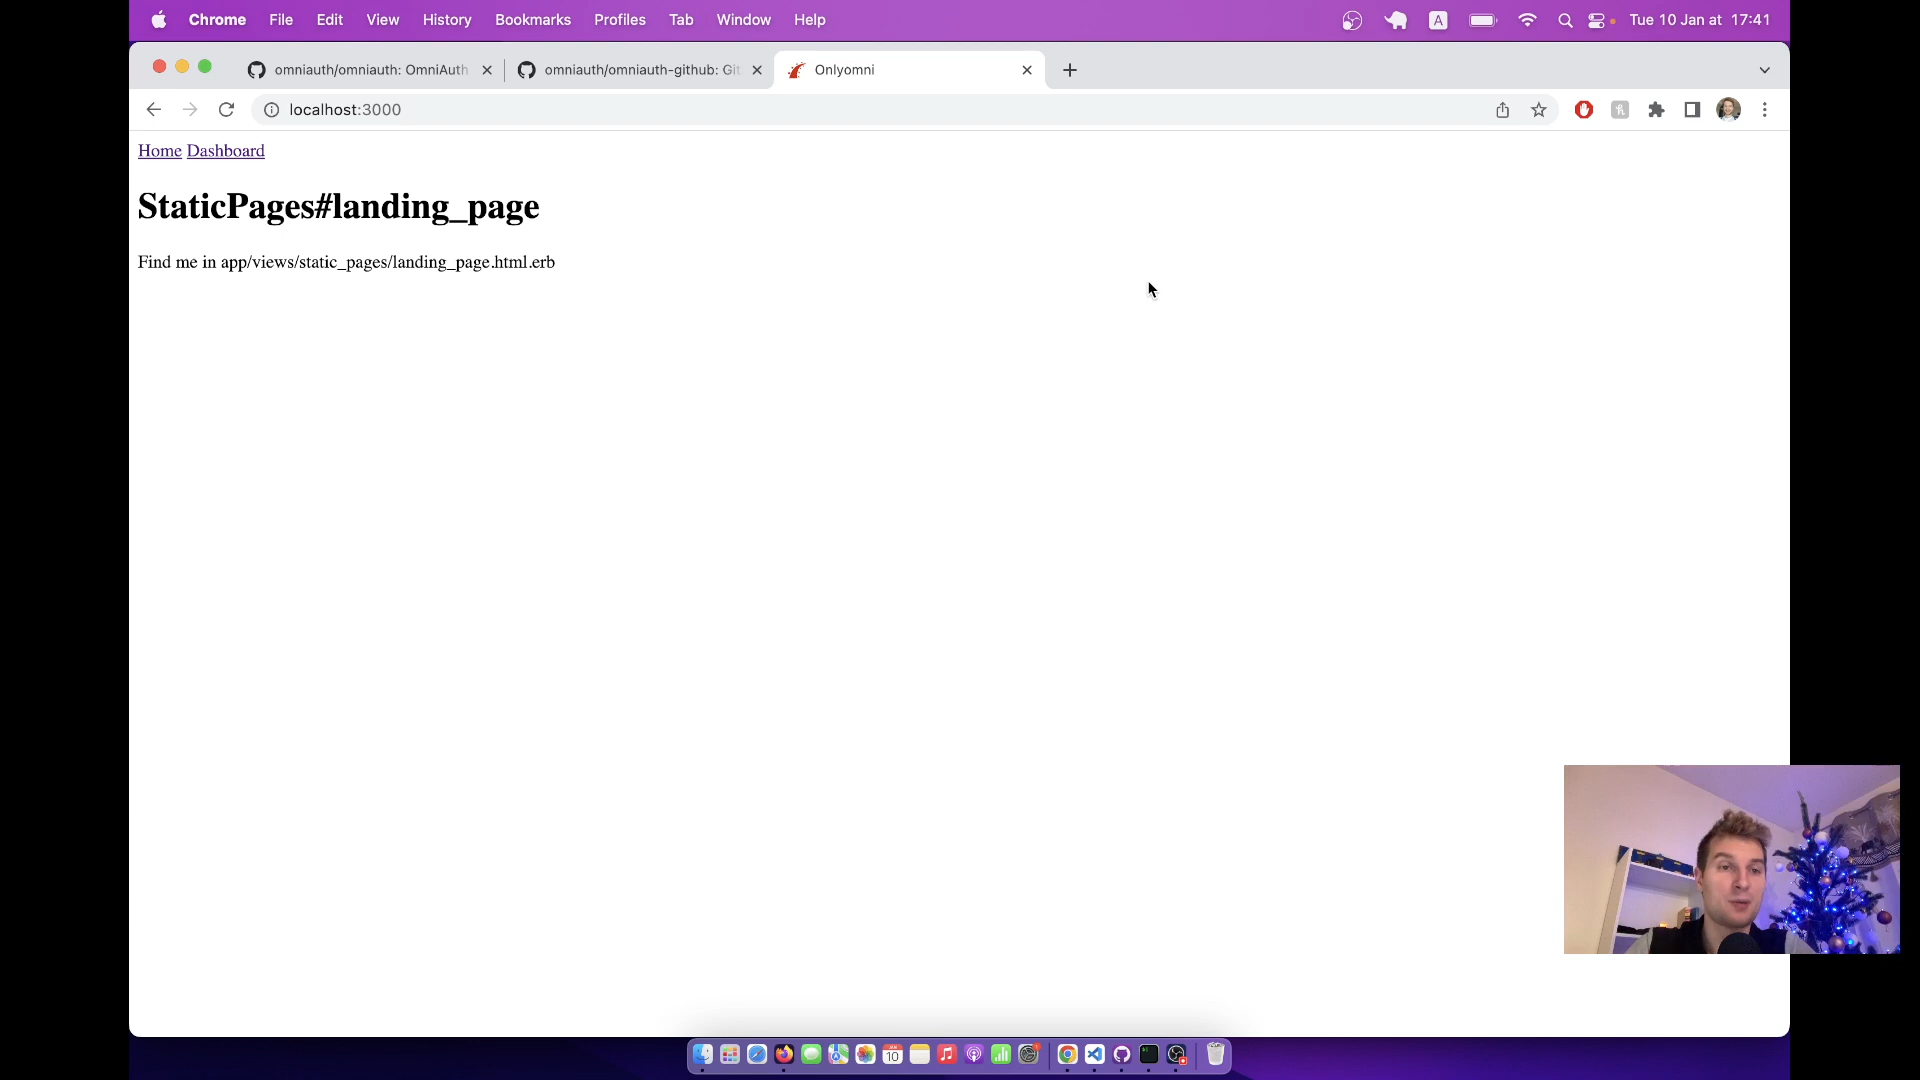 Chrome File Edit View History Bookmarks Profiles Tab Window Help A Tue 10 Jan at 17:41
omniauth/omniauth: OmniAuth omniauth/omniauth-github: Git Onlyomni
localhost:3000
Home Dashboard
StaticPages#landing_page
Find me in app/views/static_pages/landing_page.html.erb
10